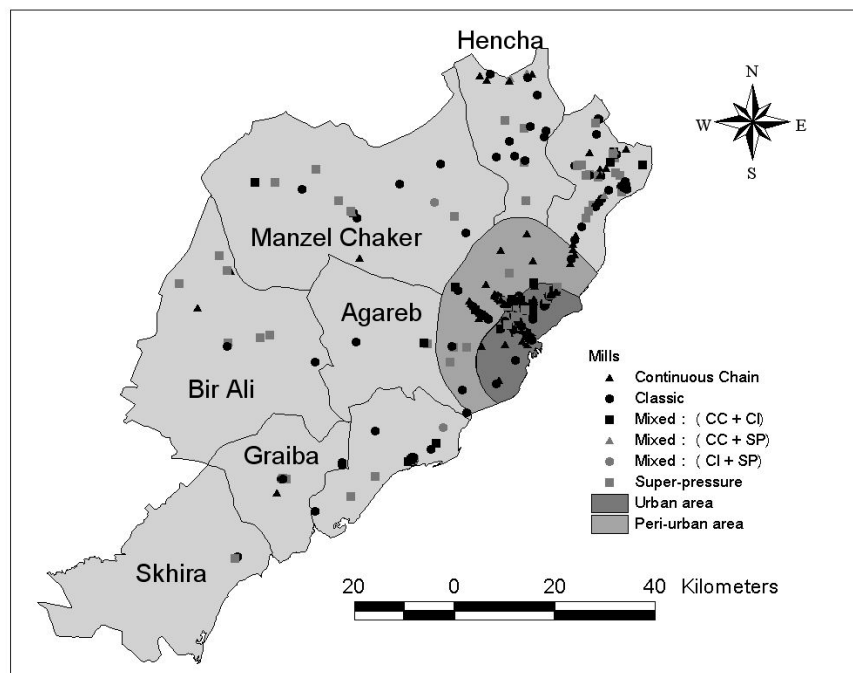 Hencha
N
W E
S
Manzel Chaker
Agareb
Bir Ali
Graiba
Skhira
Mills
Continuous Chain
Classic
Mixed : ( CC + Cl)
Mixed : ( CC + SP)
Mixed : ( Cl + SP)
Super-pressure
Urban area
Peri-urban area
20 0 20 40 Kilometers